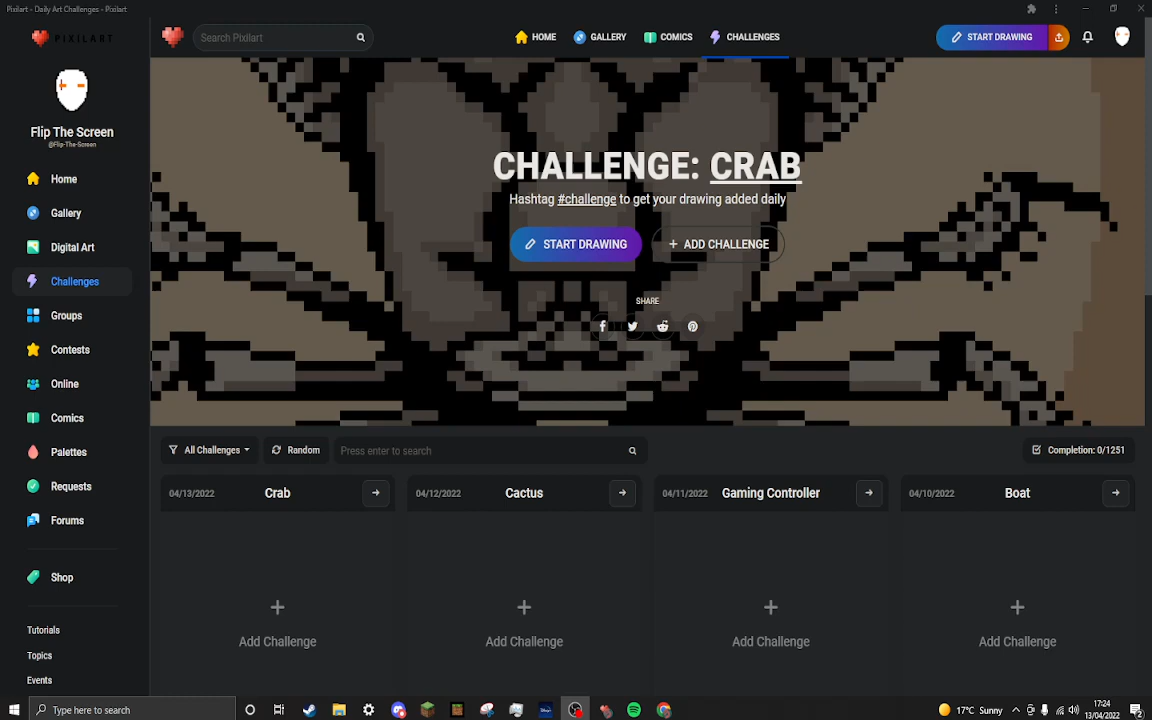 Pixilart - Daily Art Challenges - Pixilart
PIXILART
Search Pixilart
HOME
GALLERY
COMICS
CHALLENGES
START DRAWING
Flip The Screen
@Flip-The-Screen
Home
Gallery
Digital Art
Challenges
Groups
Contests
Online
Comics
Palettes
Requests
Forums
Shop
Tutorials
Topics
Events
CHALLENGE: CRAB
Hashtag #challenge to get your drawing added daily
START DRAWING
+ ADD CHALLENGE
SHARE
All Challenges
Random
Press enter to search
Completion: 0/1251
04/13/2022 Crab
04/12/2022 Cactus
04/11/2022 Gaming Controller
04/10/2022 Boat
Add Challenge
Add Challenge
Add Challenge
Add Challenge
Type here to search
17°C Sunny
17:24
13/04/2022
2